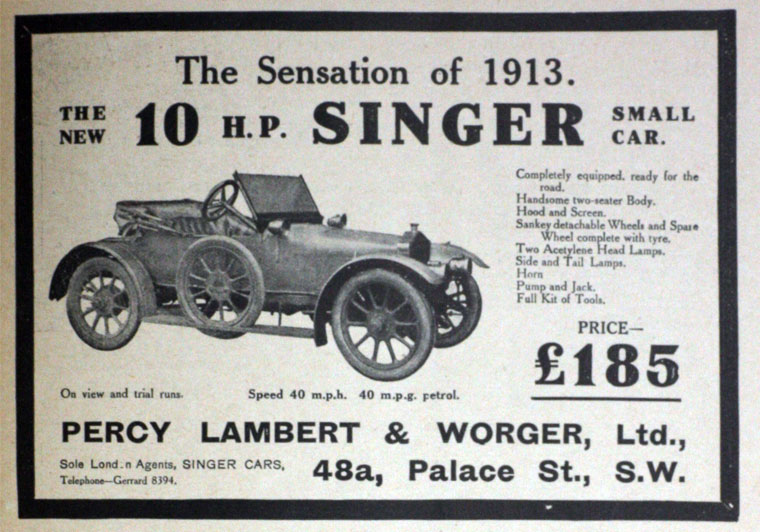 The Sensation of 1913.
THE NEW 10 H.P. SINGER SMALL CAR.
Completely equipped, ready for the
road.
Handsome two-seater Body.
Hood and Screen.
Sankey detachable Wheels and Spare
Wheel complete with tyre.
Two Acetylene Head Lamps.
Side and Tail Lamps.
Horn
Pump and Jack.
Full Kit of Tools.
PRICE—
£185
On view and trial runs.
Speed 40 m.p.h. 40 m.p.g. petrol.
PERCY LAMBERT & WORGER, Ltd.,
Sole London Agents, SINGER CARS,
Telephone—Gerrard 8394.
48a, Palace St., S.W.